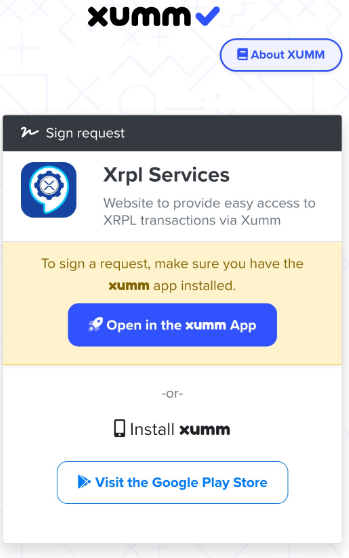 xumm
About XUMM
Sign request
Xrpl Services
Website to provide easy access to
XRPL transactions via Xumm
To sign a request, make sure you have the
xumm app installed.
Open in the xumm App
-or-
Install xumm
Visit the Google Play Store